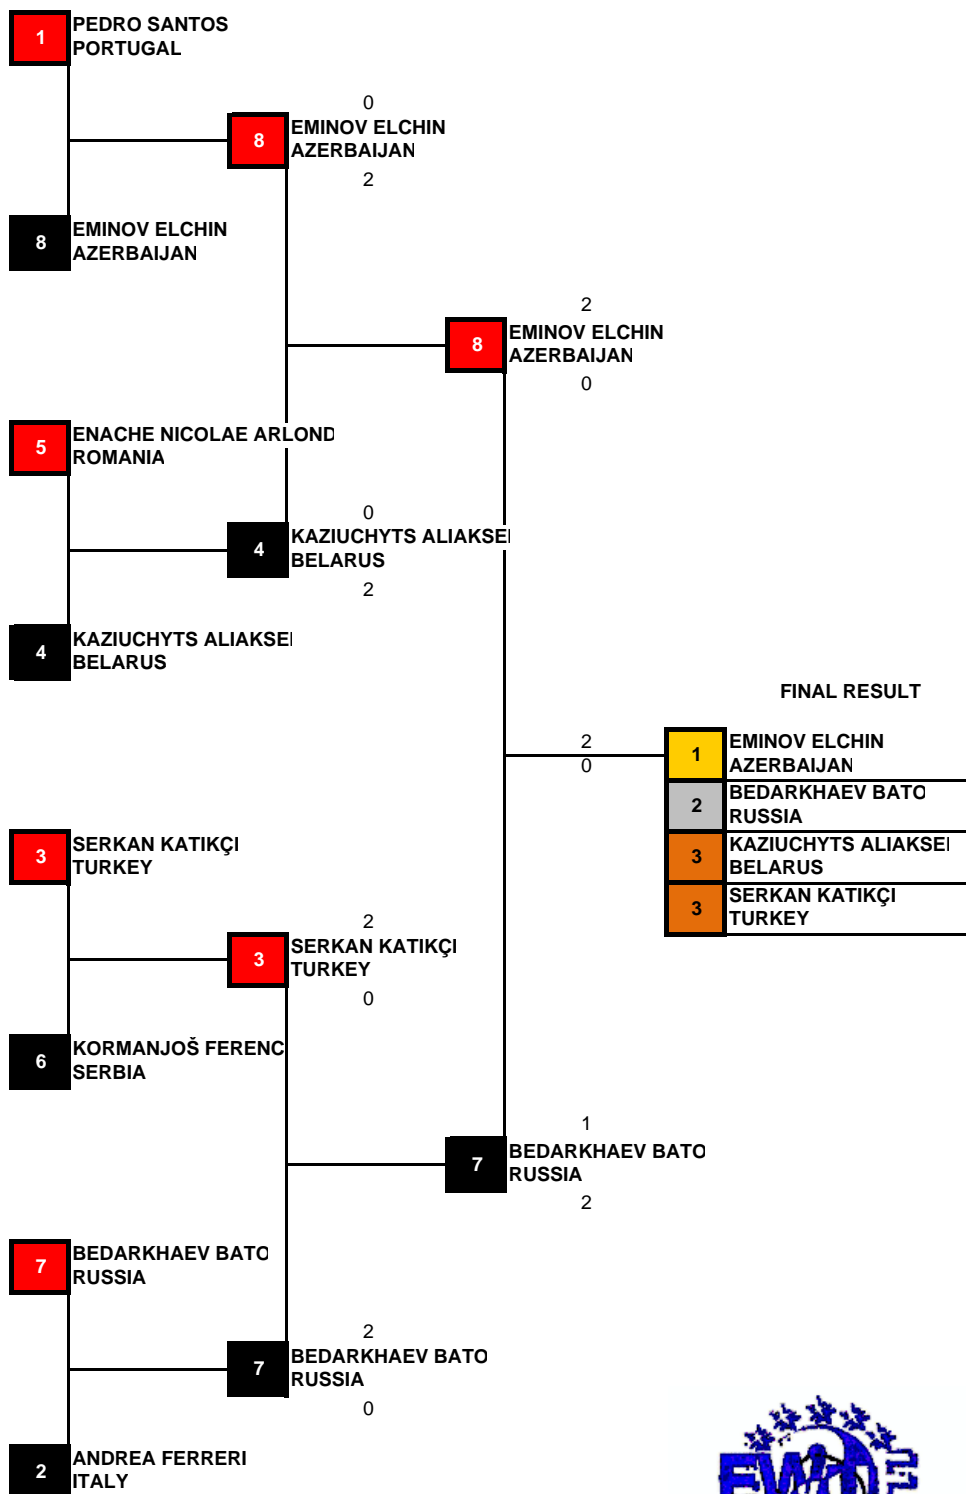 1
PEDRO SANTOS
PORTUGAL
0
8
EMINOV ELCHIN
AZERBAIJAN
2
8
EMINOV ELCHIN
AZERBAIJAN
2
8
EMINOV ELCHIN
AZERBAIJAN
0
5
ENACHE NICOLAE ARLOND
ROMANIA
0
4
KAZIUCHYTS ALIAKSEI
BELARUS
2
4
KAZIUCHYTS ALIAKSEI
BELARUS
FINAL RESULT
2
0
1
EMINOV ELCHIN
AZERBAIJAN
2
BEDARKHAEV BATO
RUSSIA
3
KAZIUCHYTS ALIAKSEI
BELARUS
3
SERKAN KATIKÇI
TURKEY
3
SERKAN KATIKÇI
TURKEY
2
3
SERKAN KATIKÇI
TURKEY
0
6
KORMANJOŠ FERENC
SERBIA
1
7
BEDARKHAEV BATO
RUSSIA
2
7
BEDARKHAEV BATO
RUSSIA
2
7
BEDARKHAEV BATO
RUSSIA
0
2
ANDREA FERRERI
ITALY